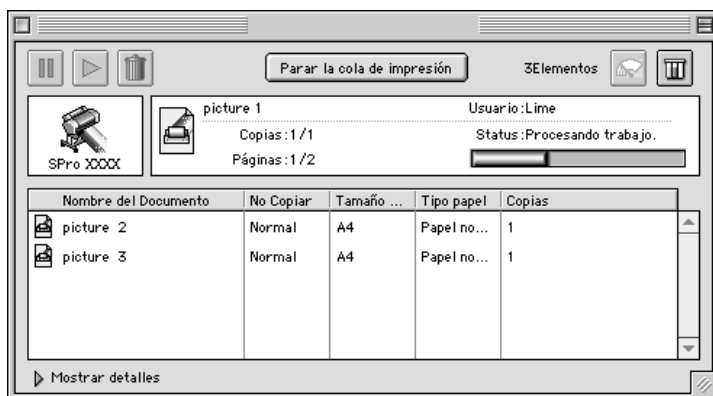 Parar la cola de impresión 3Elementos
picture 1 Usuario:Lime
Copias:1/1 Status:Procesando trabajo.
Páginas:1/2
SPro XXXX
Nombre del Documento No Copiar Tamaño ... Tipo papel Copias
picture 2 Normal A4 Papel no... 1
picture 3 Normal A4 Papel no... 1
Mostrar detalles